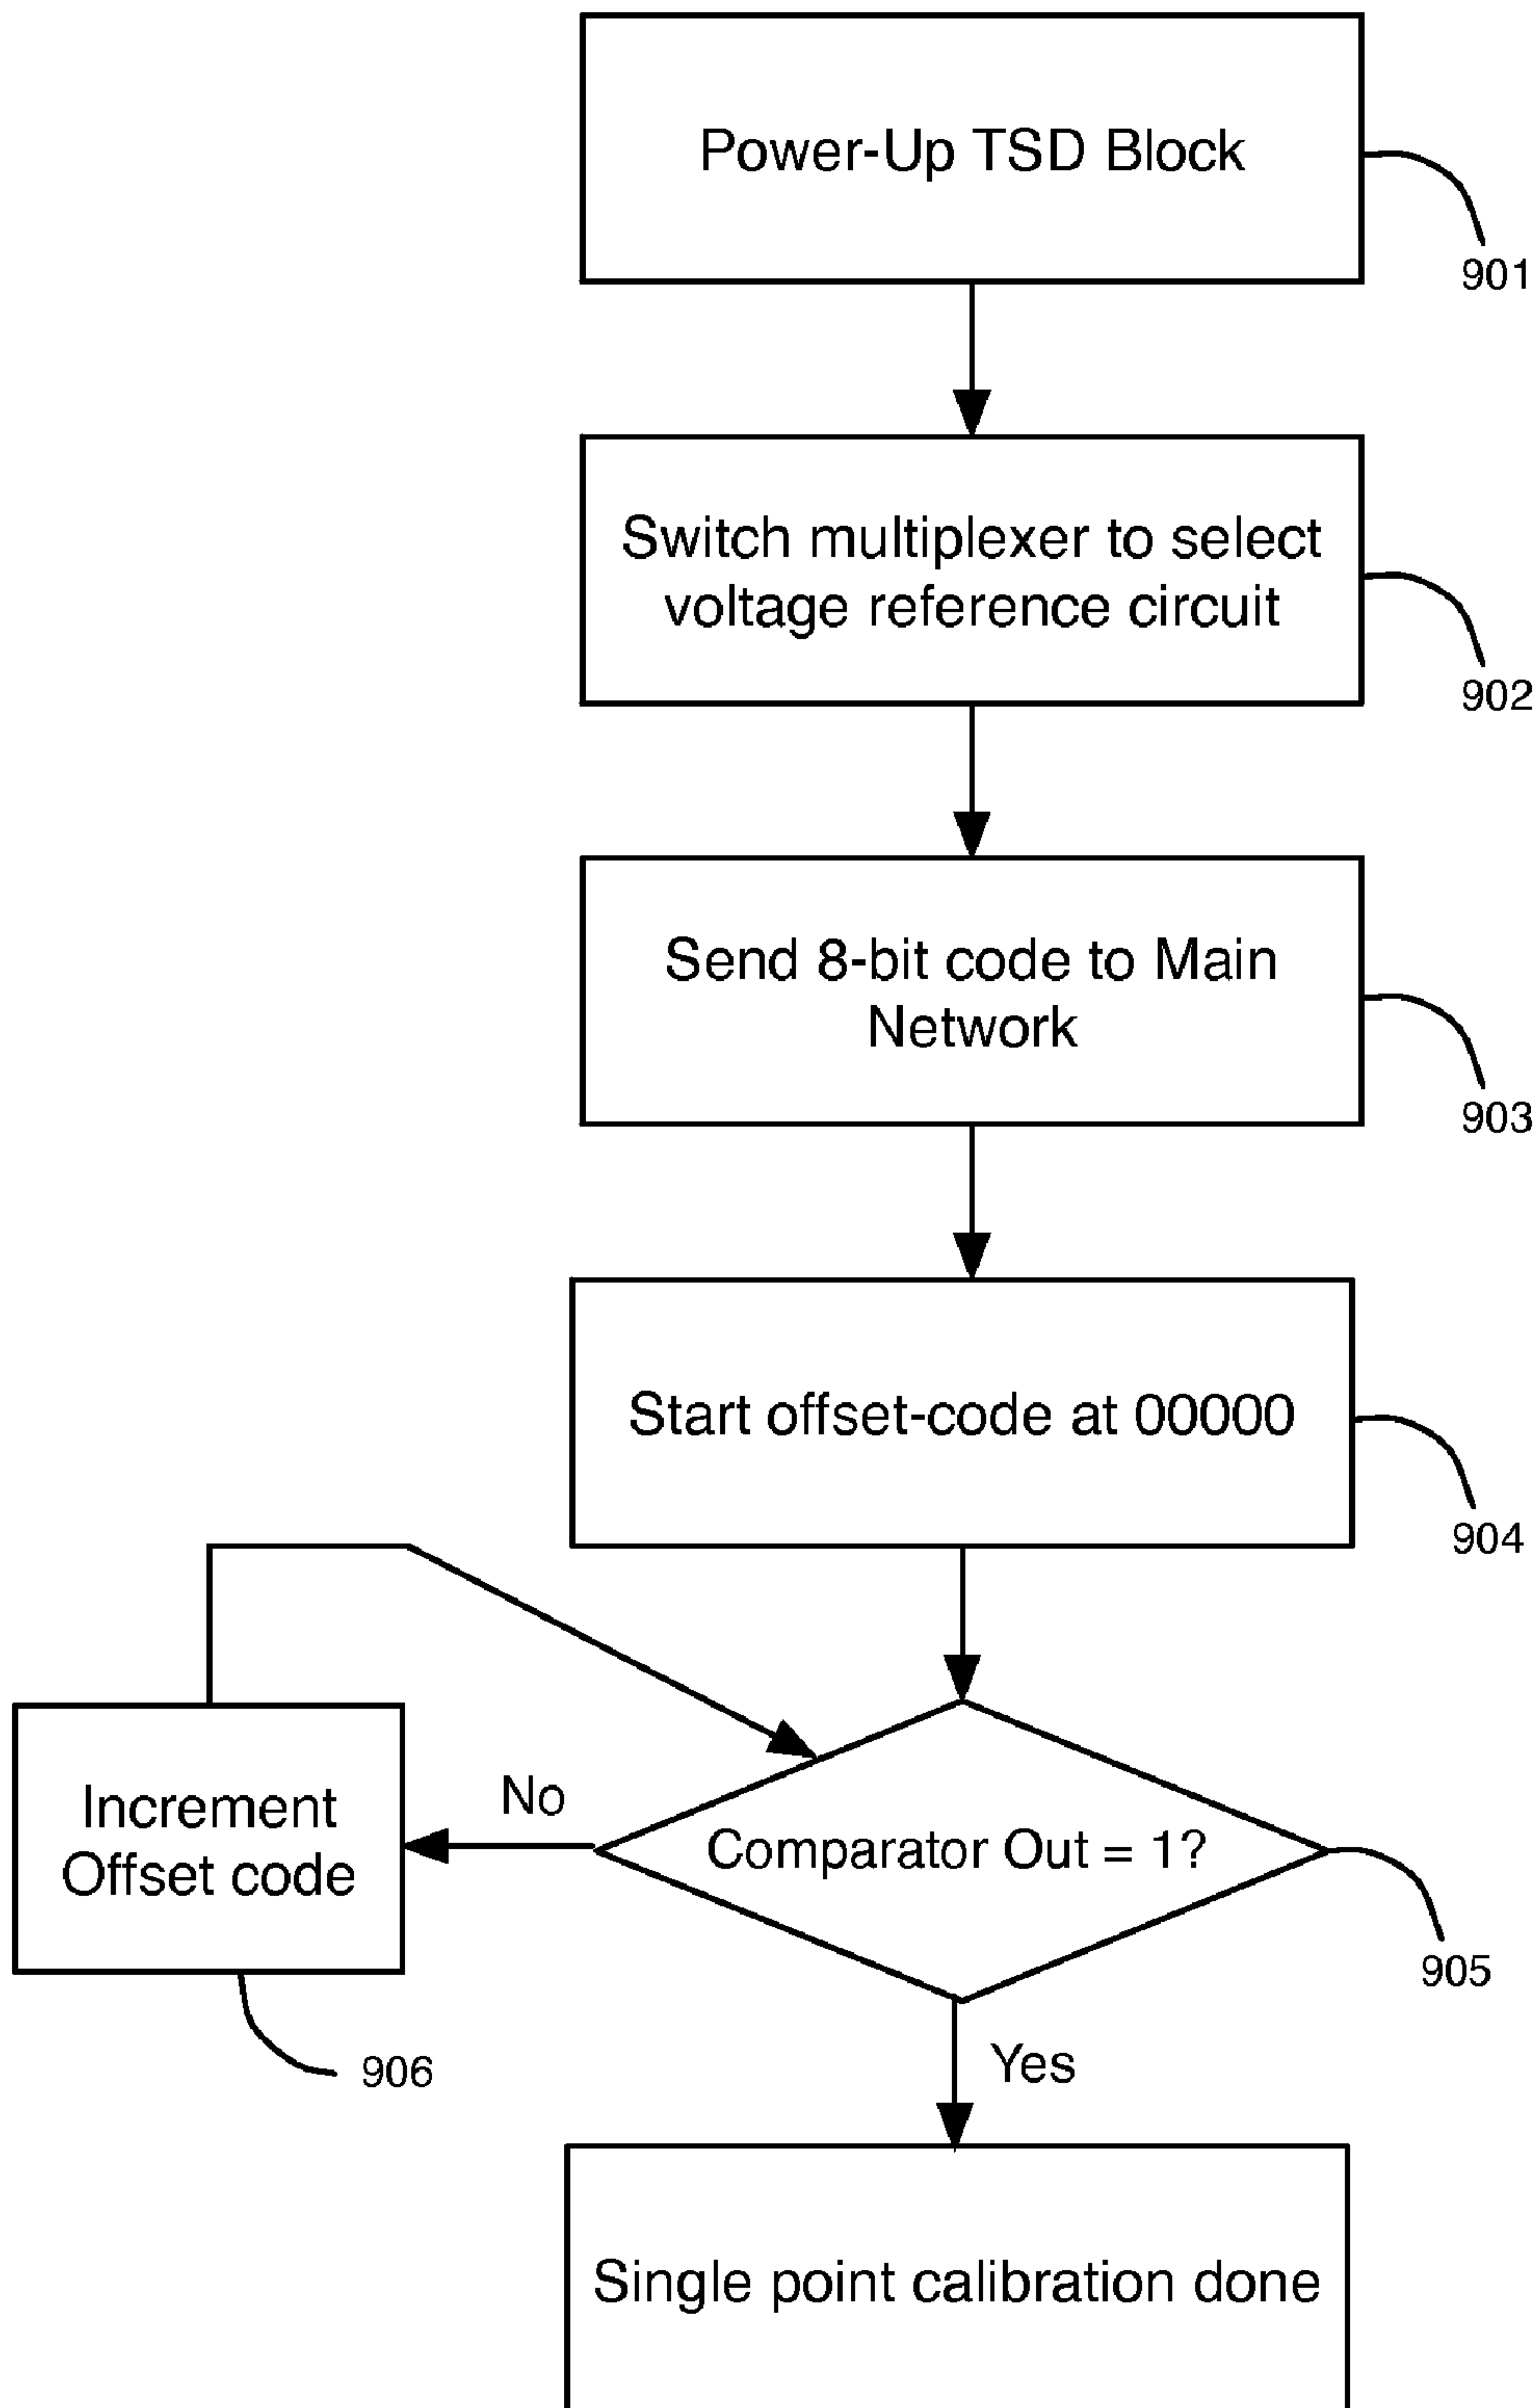 Power-Up TSD Block
901
Switch multiplexer to select
voltage reference circuit
902
Send 8-bit code to Main
Network
903
Start offset-code at 00000
904
Increment
Offset code
906
No
Comparator Out = 1?
905
Yes
Single point calibration done